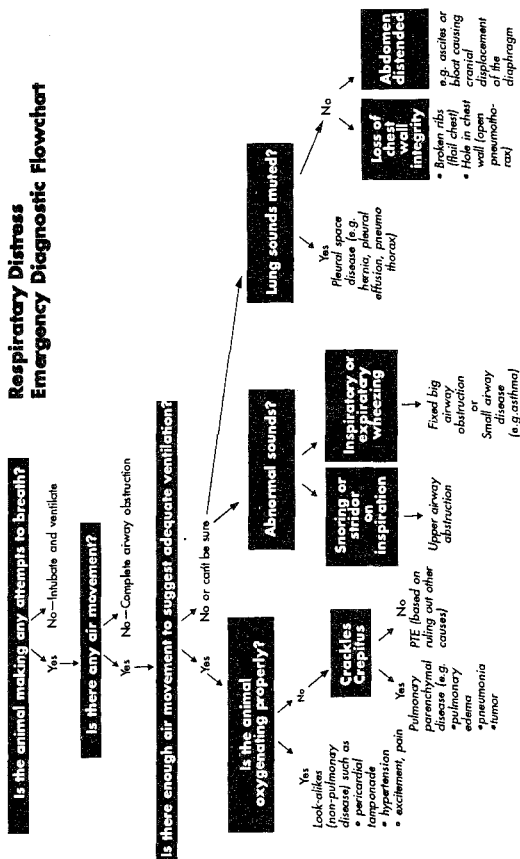 Respiratary Distress
Emergency Diagnostic Flowchart
Is the animal making any attempts to breath?
Yes
No—Intubate and ventilate
Is there any air movement?
Yes
No—Complete airway obstruction
Is there enough air movement to suggest adequate ventilation?
Yes
No or can't be sure
Is the animal
oxygenating properly?
Yes
Look-alikes
(non-pulmonary
disease) such as
• pericardial
tamponade
• hypertension
• excitement, pain
No
Crackles
Crepitus
Yes
Pulmonary
parenchymal
disease (e.g.
•pulmonary
edema
•pneumonia
•tumor
No
PTE (based on
ruling out other
causes)
Abnormal sounds?
Snoring or
stridor
on
inspiration
Upper airway
obstruction
Inspiratary or
expiratary
wheezing
Fixed big
airway
obstruction
or
Small airway
disease
(e.g.asthma)
Lung sounds muted?
Yes
Pleural space
disease (e.g.
hernia, pleural
effusion, pneumo
thorax)
No
Loss of
chest
wall
integrity
• Broken ribs
(flail chest)
• Hole in chest
wall (open
pneumotho-
rax)
Abdomen
distended
e.g. ascites or
bloat causing
cranial
displacement
of the
diaphragm